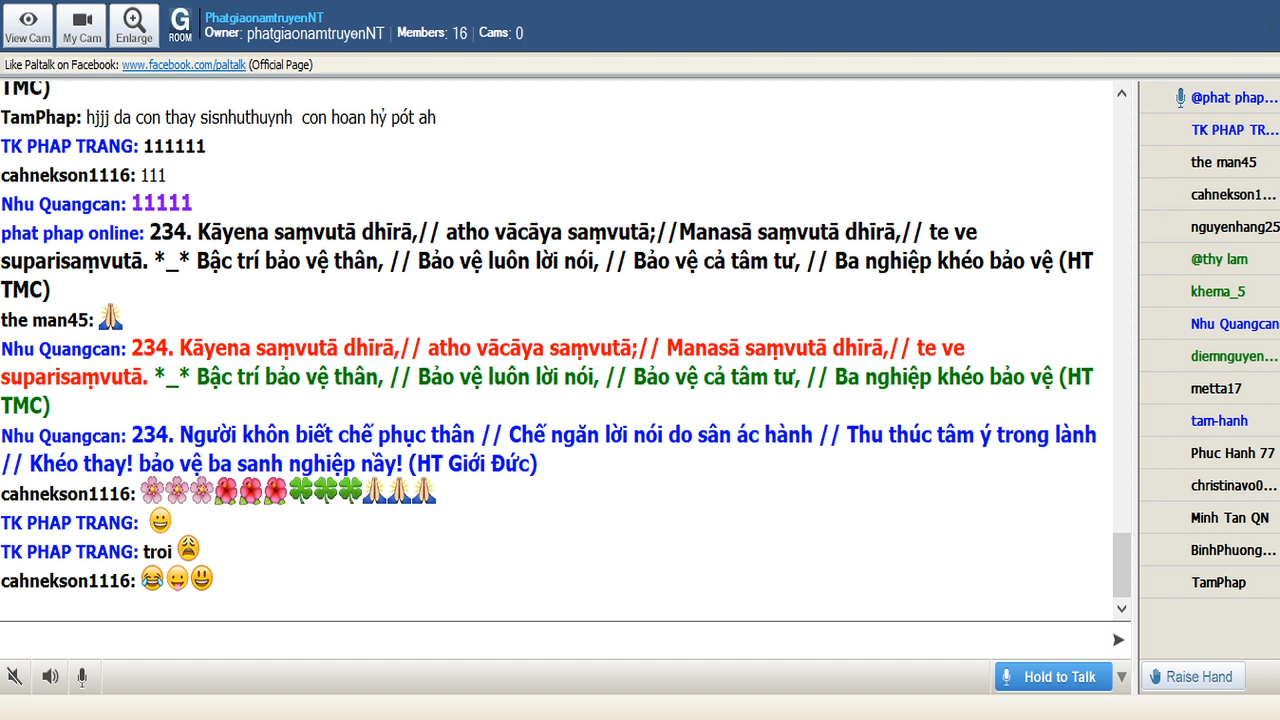 View Cam
My Cam
Enlarge
G
ROOM
PhatgiaonamtruyenNT
Owner: phatgiaonamtruyenNT | Members: 16 | Cams: 0
Like Paltalk on Facebook: www.facebook.com/paltalk (Official Page)
TMC)
TamPhap: hjjj da con thay sisnhuthuynh con hoan hỷ pót ah
TK PHAP TRANG: 111111
cahnekson1116: 111
Nhu Quangcan: 11111
phat phap online: 234. Kāyena saṃvutā dhīrā,// atho vācāya saṃvutā;//Manasā saṃvutā dhīrā,// te ve
suparisaṃvutā. *_* Bậc trí bảo vệ thân, // Bảo vệ luôn lời nói, // Bảo vệ cả tâm tư, // Ba nghiệp khéo bảo vệ (HT
TMC)
the man45:
Nhu Quangcan: 234. Kāyena saṃvutā dhīrā,// atho vācāya saṃvutā;// Manasā saṃvutā dhīrā,// te ve
suparisaṃvutā. *_* Bậc trí bảo vệ thân, // Bảo vệ luôn lời nói, // Bảo vệ cả tâm tư, // Ba nghiệp khéo bảo vệ (HT
TMC)
Nhu Quangcan: 234. Người khôn biết chế phục thân // Chế ngăn lời nói do sân ác hành // Thu thúc tâm ý trong lành
// Khéo thay! bảo vệ ba sanh nghiệp nầy! (HT Giới Đức)
cahnekson1116: 🌸🌸🌸🌺🌺🌺🍀🍀🍀🙏🙏🙏
TK PHAP TRANG: 😀
TK PHAP TRANG: troi 😩
cahnekson1116: 😂😛😃
@phat phap...
TK PHAP TR...
the man45
cahnekson1...
nguyenhang25
@thy lam
khema_5
Nhu Quangcan
diemnguyen...
metta17
tam-hanh
Phuc Hanh 77
christinavo0...
Minh Tan QN
BinhPhuong...
TamPhap
Hold to Talk
Raise Hand